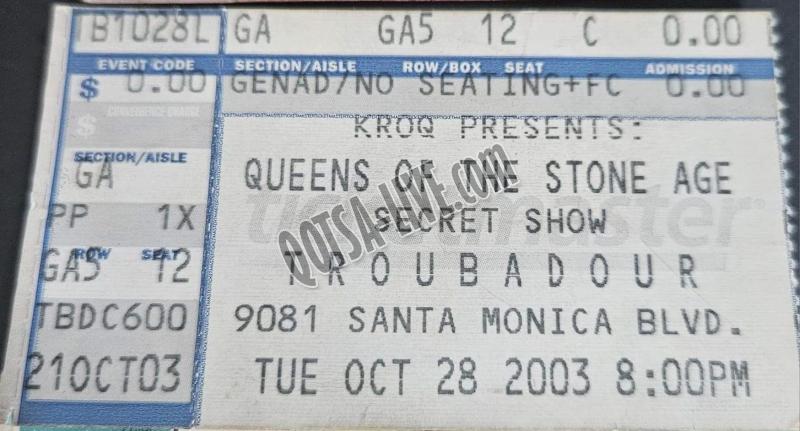 TB1028L GA GA5 12 C 0.00
EVENT CODE SECTION/AISLE ROW/BOX SEAT ADMISSION
$ 0.00 GENAD/NO SEATING+FC 0.00
CONVENIENCE CHARGE
$
KROQ PRESENTS:
SECTION/AISLE
GA
QUEENS OF THE STONE AGE
PP 1X
SECRET SHOW
ticketmaster
QOTSA-LIVE.com
ROW SEAT
GA5 12
TROUBADOUR
TBDC600
9081 SANTA MONICA BLVD.
21OCT03
TUE OCT 28 2003 8:00PM